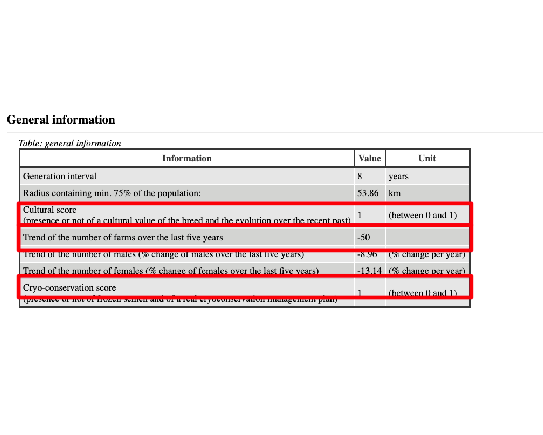 General information
Table: general information
Information Value Unit
Generation interval 8 years
Radius containing min. 75% of the population: 53.86 km
Cultural score
(presence or not of a cultural value of the breed and the evolution over the recent past) 1 (between 0 and 1)
Trend of the number of farms over the last five years -50
Trend of the number of males (% change of males over the last five years) -8.96 (% change per year)
Trend of the number of females (% change of females over the last five years) -13.14 (% change per year)
Cryo-conservation score
(presence or not of frozen semen and of a real cryoconservation management plan) 1 (between 0 and 1)